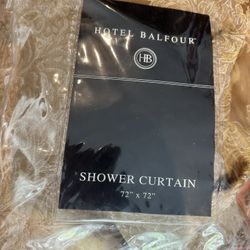 HOTEL BALFOUR
HB
SHOWER CURTAIN
72" x 72"